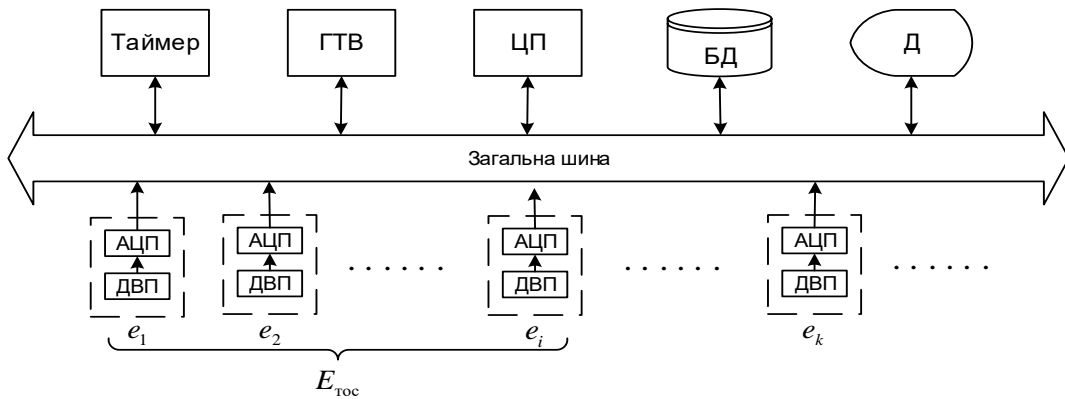 Таймер ГТВ ЦП БД Д
Загальна шина
АЦП АЦП АЦП АЦП
ДВП ДВП . . . . . . ДВП . . . . . . ДВП . . . . . .
e₁ e₂ eᵢ eₖ
Eтос